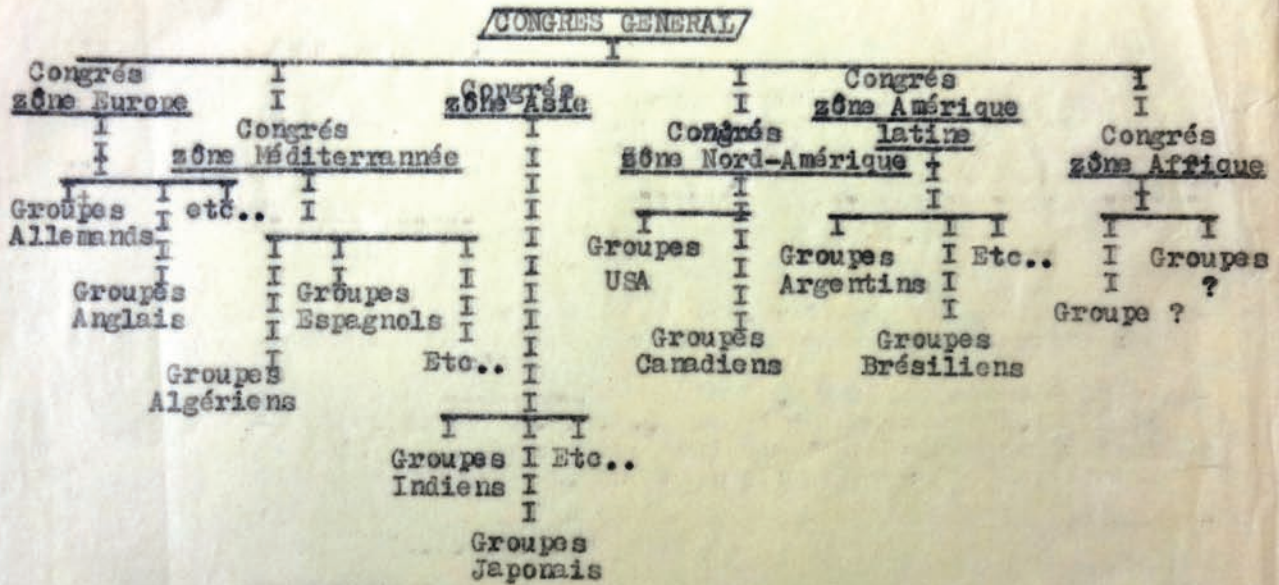 CONGRES GENERAL
Congrés
zône Europe
Groupes
Allemands
Groupes
Anglais
etc..
Congrés
zône Méditerrannée
Groupes
Algériens
Groupes
Espagnols
Etc..
Congrés
zône Asie
Groupes
Indiens
Groupes
Japonais
Etc..
Congrés
zône Nord-Amérique
Groupes
USA
Groupes
Canadiens
Congrés
zône Amérique
latine
Groupes
Argentins
Groupes
Brésiliens
Etc..
Congrés
zône Affrique
Groupe ?
Groupes
?